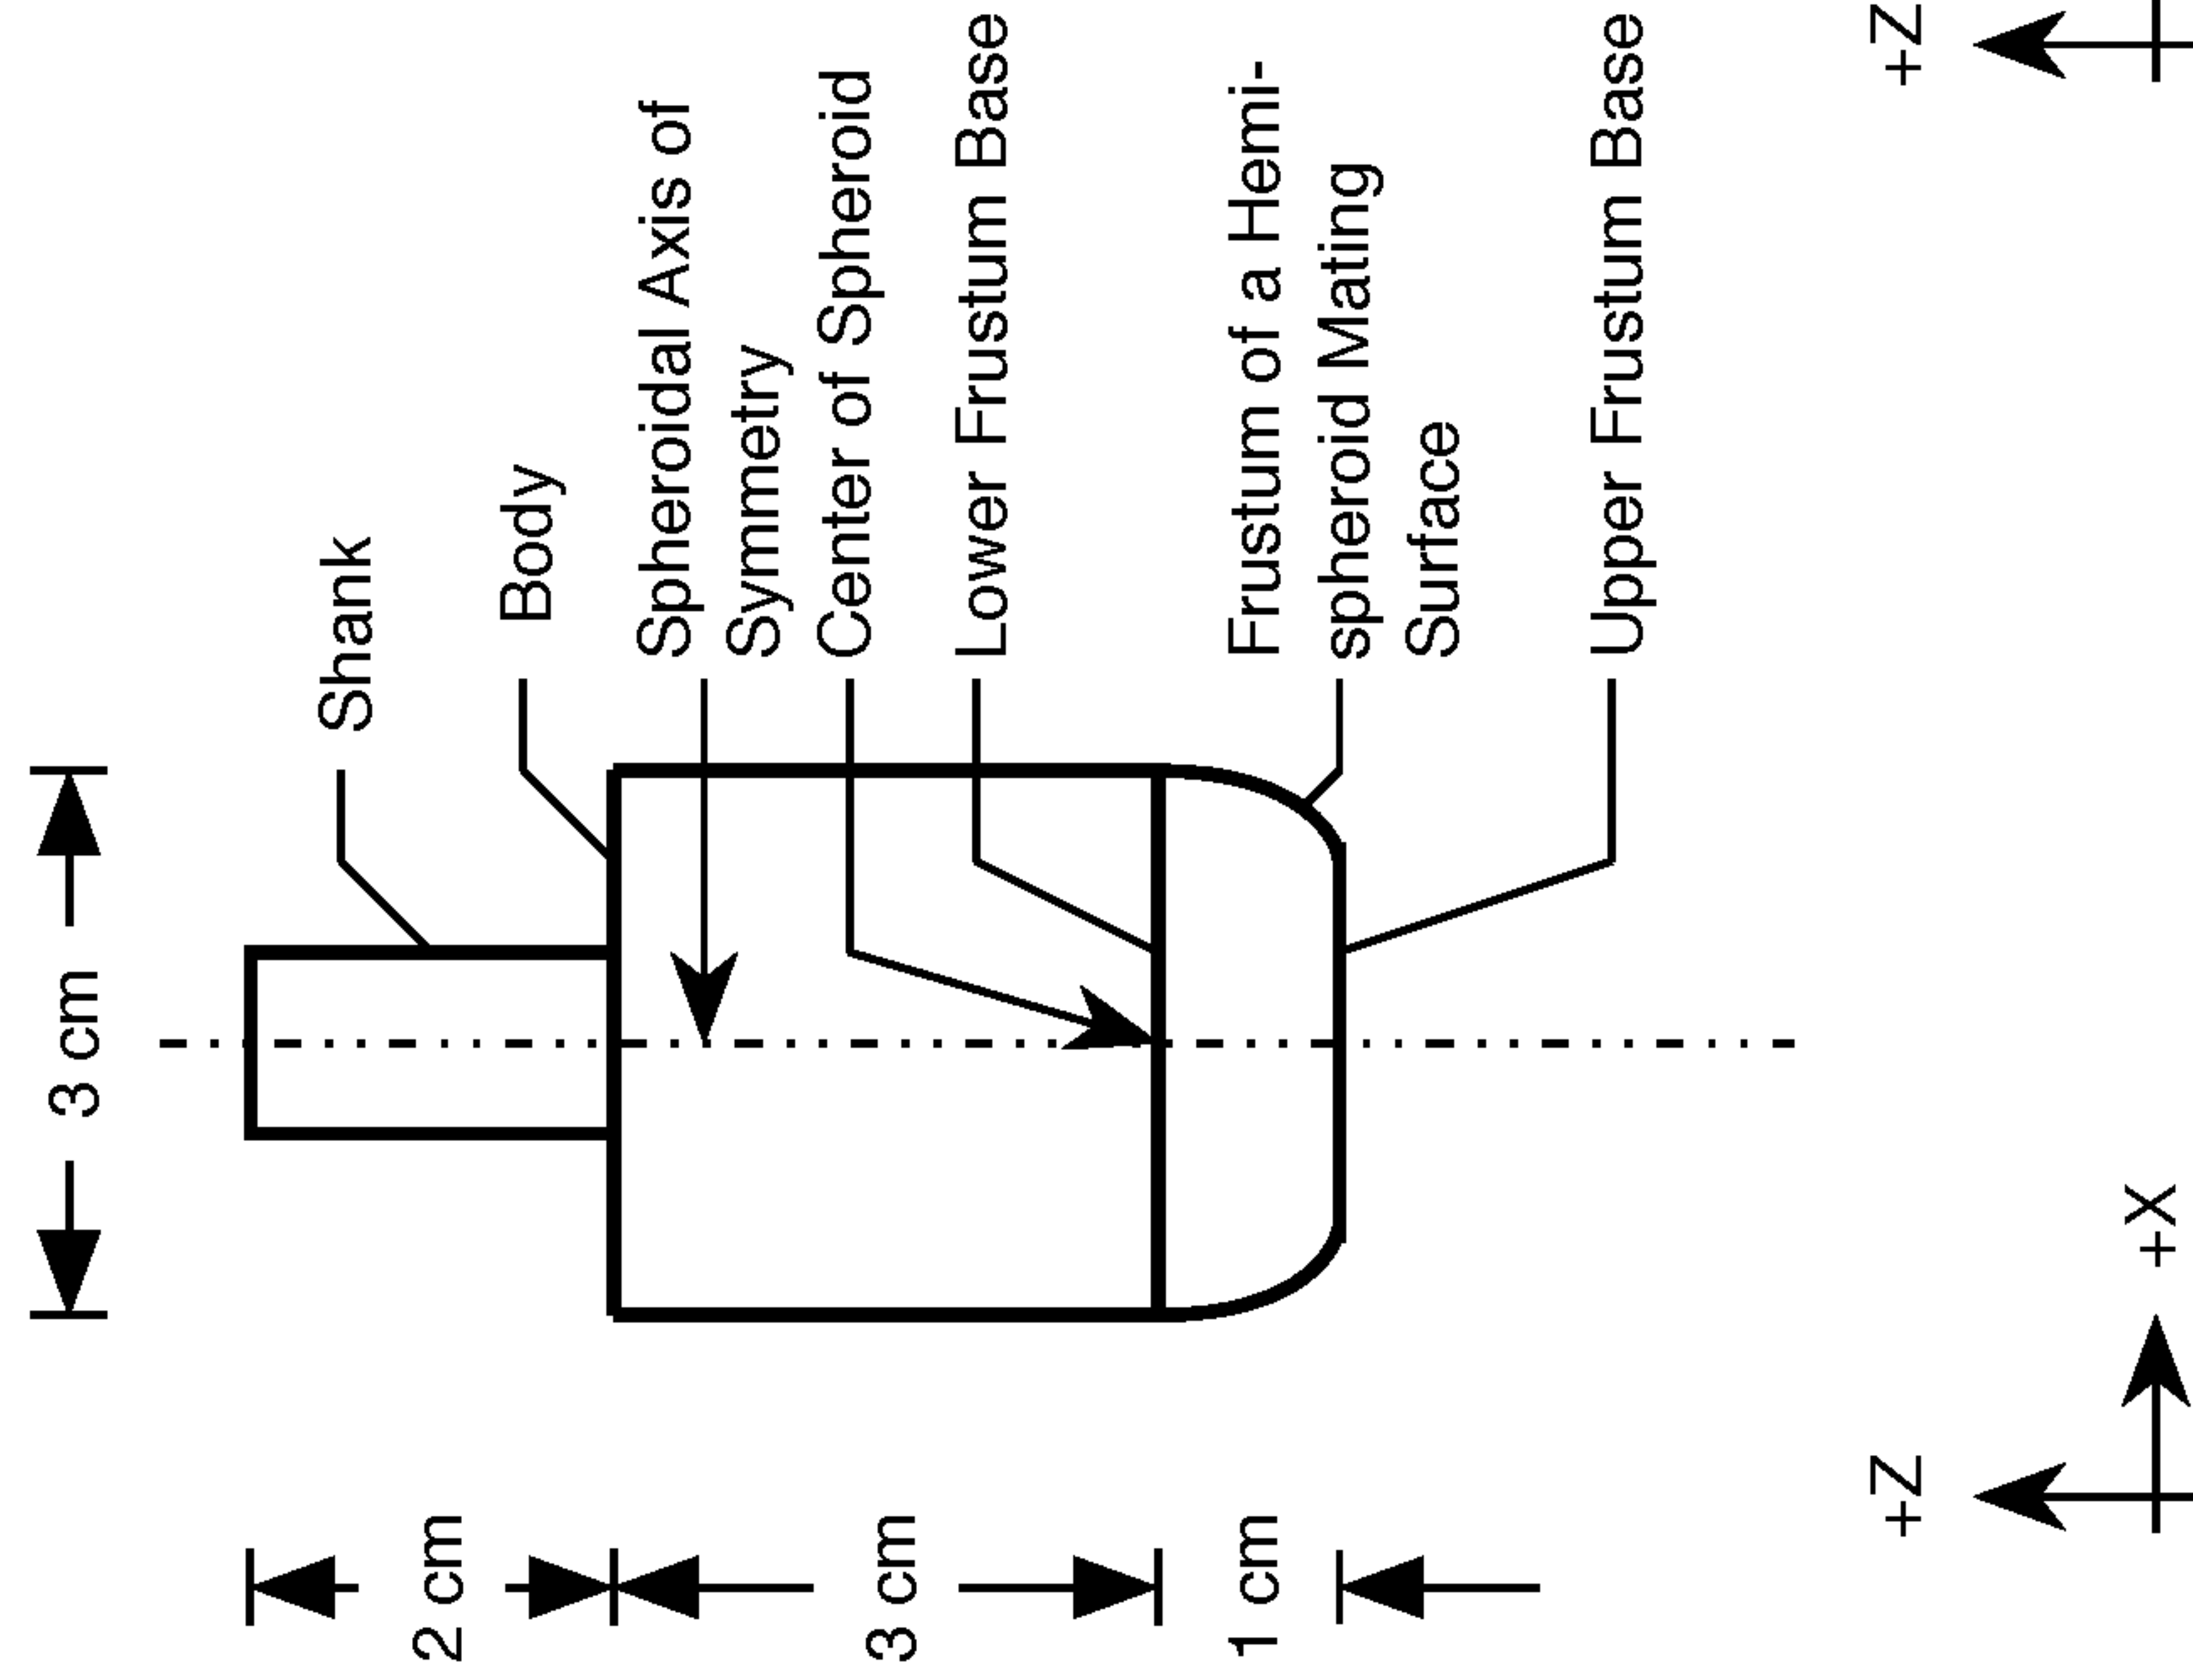 3 cm
Shank
Body
Spheroidal Axis of
Symmetry
Center of Spheroid
Lower Frustum Base
Frustum of a Hemi-
spheroid Mating
Surface
Upper Frustum Base
2 cm
3 cm
1 cm
+Z
+X
+Z